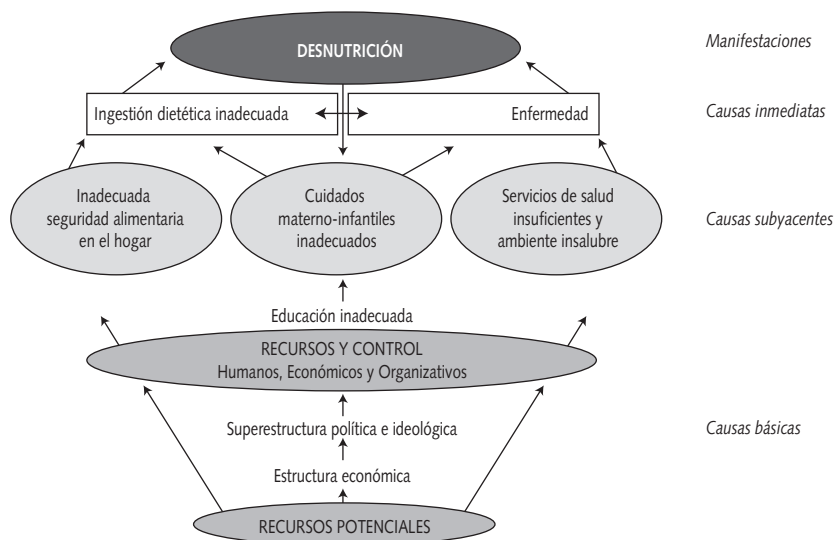 DESNUTRICIÓN
Manifestaciones
Ingestión dietética inadecuada
Enfermedad
Causas inmediatas
Inadecuada
seguridad alimentaria
en el hogar
Cuidados
materno-infantiles
inadecuados
Servicios de salud
insuficientes y
ambiente insalubre
Causas subyacentes
Educación inadecuada
RECURSOS Y CONTROL
Humanos, Económicos y Organizativos
Superestructura política e ideológica
Causas básicas
Estructura económica
RECURSOS POTENCIALES